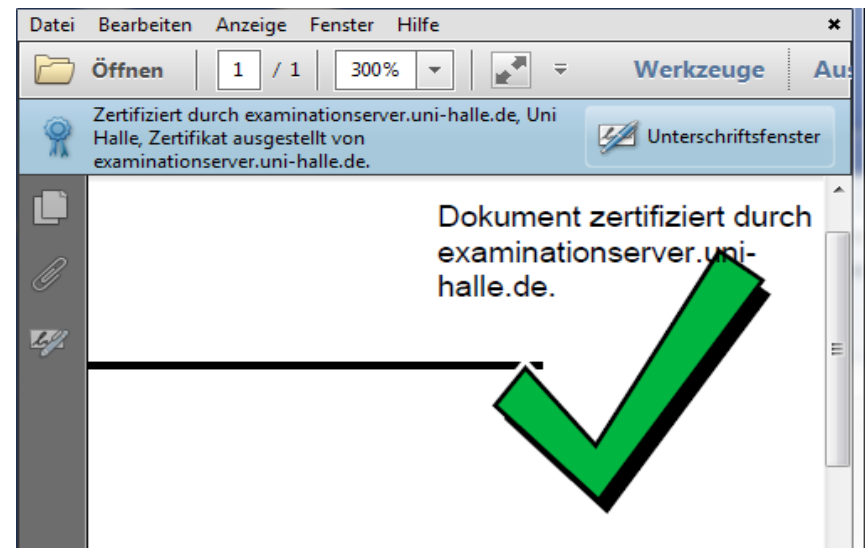 Datei Bearbeiten Anzeige Fenster Hilfe
Öffnen 1 / 1 300% Werkzeuge
Zertifiziert durch examinationserver.uni-halle.de, Uni
Halle, Zertifikat ausgestellt von
examinationserver.uni-halle.de.
Unterschriftsfenster
Dokument zertifiziert durch
examinationserver.uni-
halle.de.